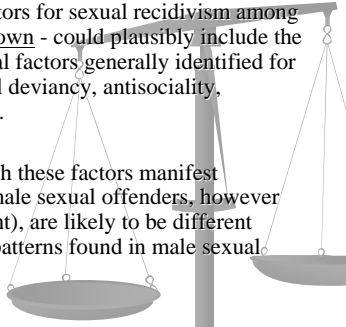 tors for sexual recidivism among
own - could plausibly include the
al factors generally identified for
l deviancy, antisociality,
.
h these factors manifest
male sexual offenders, however
nt), are likely to be different
patterns found in male sexual